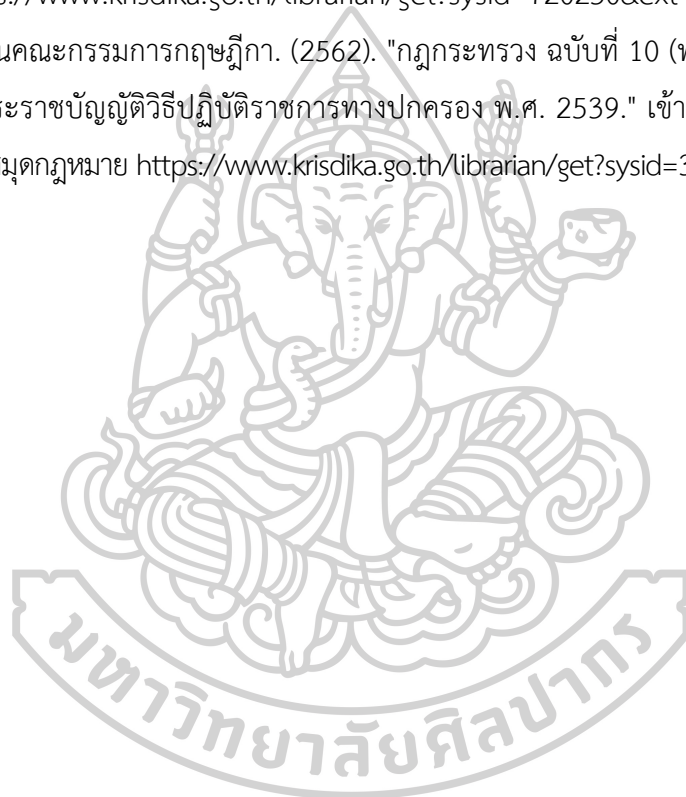 s://www.krisdika.go.th/librarian/get?sysid=
นคณะกรรมการกฤษฎีกา. (2562). "กฎกระทรวง ฉบับที่ 10 (พ
ระราชบัญญัติวิธีปฏิบัติราชการทางปกครอง พ.ศ. 2539." เข้า
มุดกฎหมาย https://www.krisdika.go.th/librarian/get?sysid=3
มหาวิทยาลัยศิลปากร